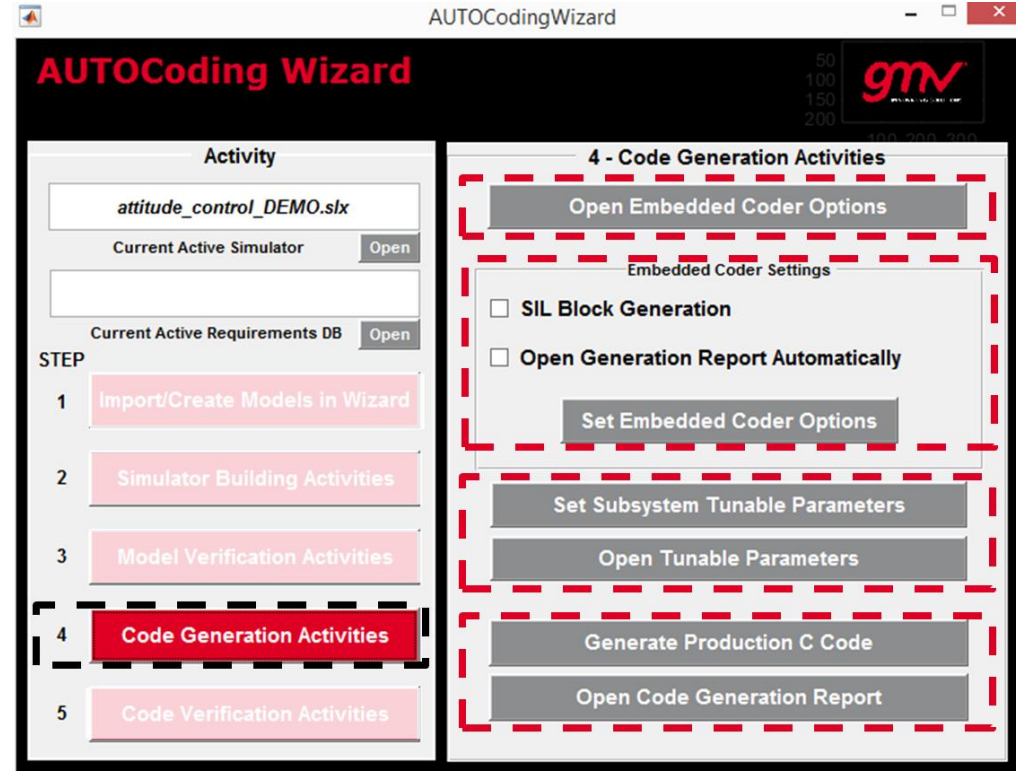 AUTOCodingWizard
AUTOCoding Wizard
50
100
150
200
100 200 300
gmv
Activity
attitude_control_DEMO.slx
Current Active Simulator
Open
Current Active Requirements DB
Open
STEP
1
Import/Create Models in Wizard
2
Simulator Building Activities
3
Model Verification Activities
4
Code Generation Activities
5
Code Verification Activities
4 - Code Generation Activities
Open Embedded Coder Options
Embedded Coder Settings
SIL Block Generation
Open Generation Report Automatically
Set Embedded Coder Options
Set Subsystem Tunable Parameters
Open Tunable Parameters
Generate Production C Code
Open Code Generation Report